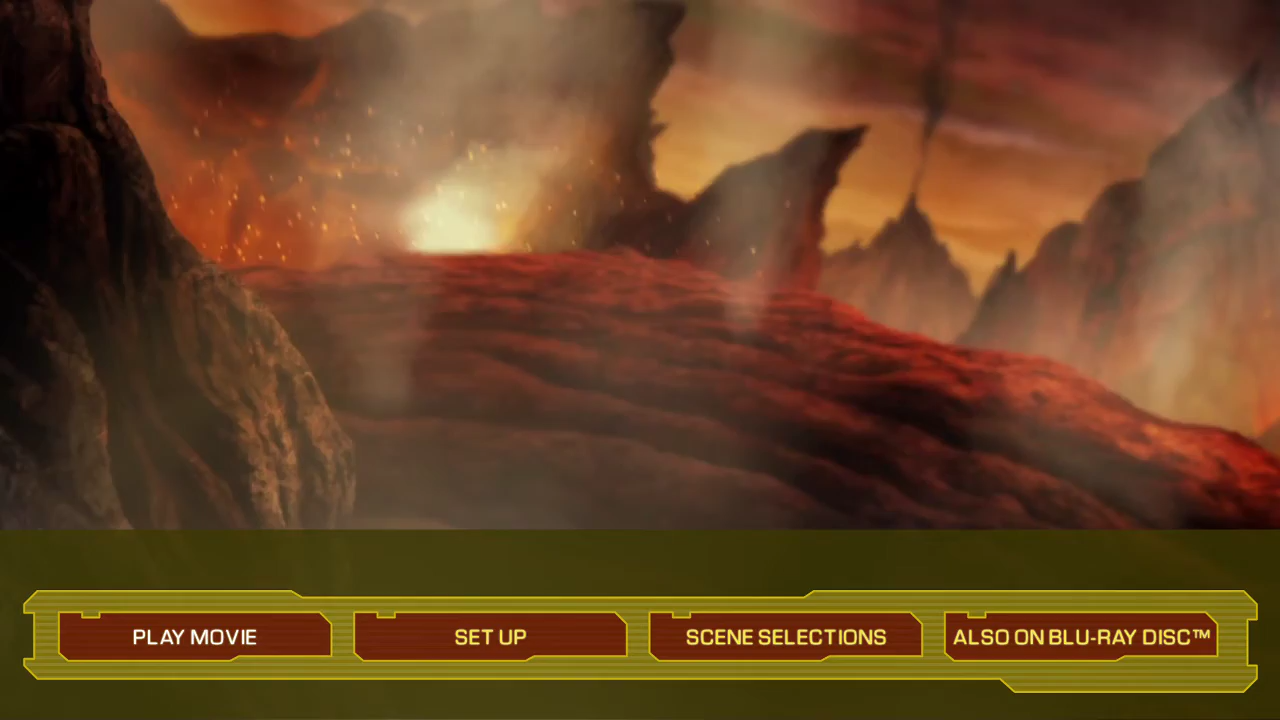 PLAY MOVIE
SET UP
SCENE SELECTIONS
ALSO ON BLU-RAY DISC™